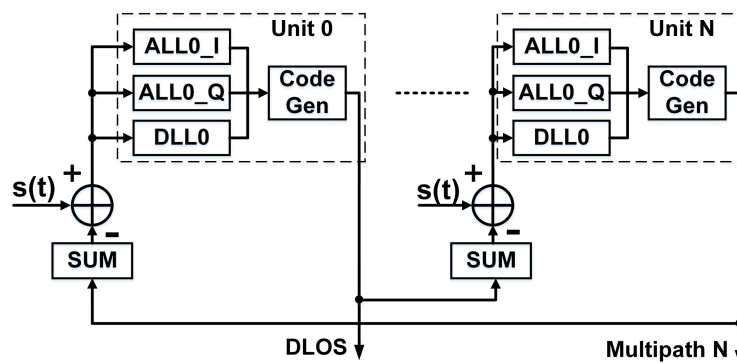 Unit 0
ALL0_I
ALL0_Q
DLL0
Code
Gen
s(t)
+
-
SUM
DLOS
Unit N
ALL0_I
ALL0_Q
DLL0
Code
Gen
s(t)
+
-
SUM
Multipath N